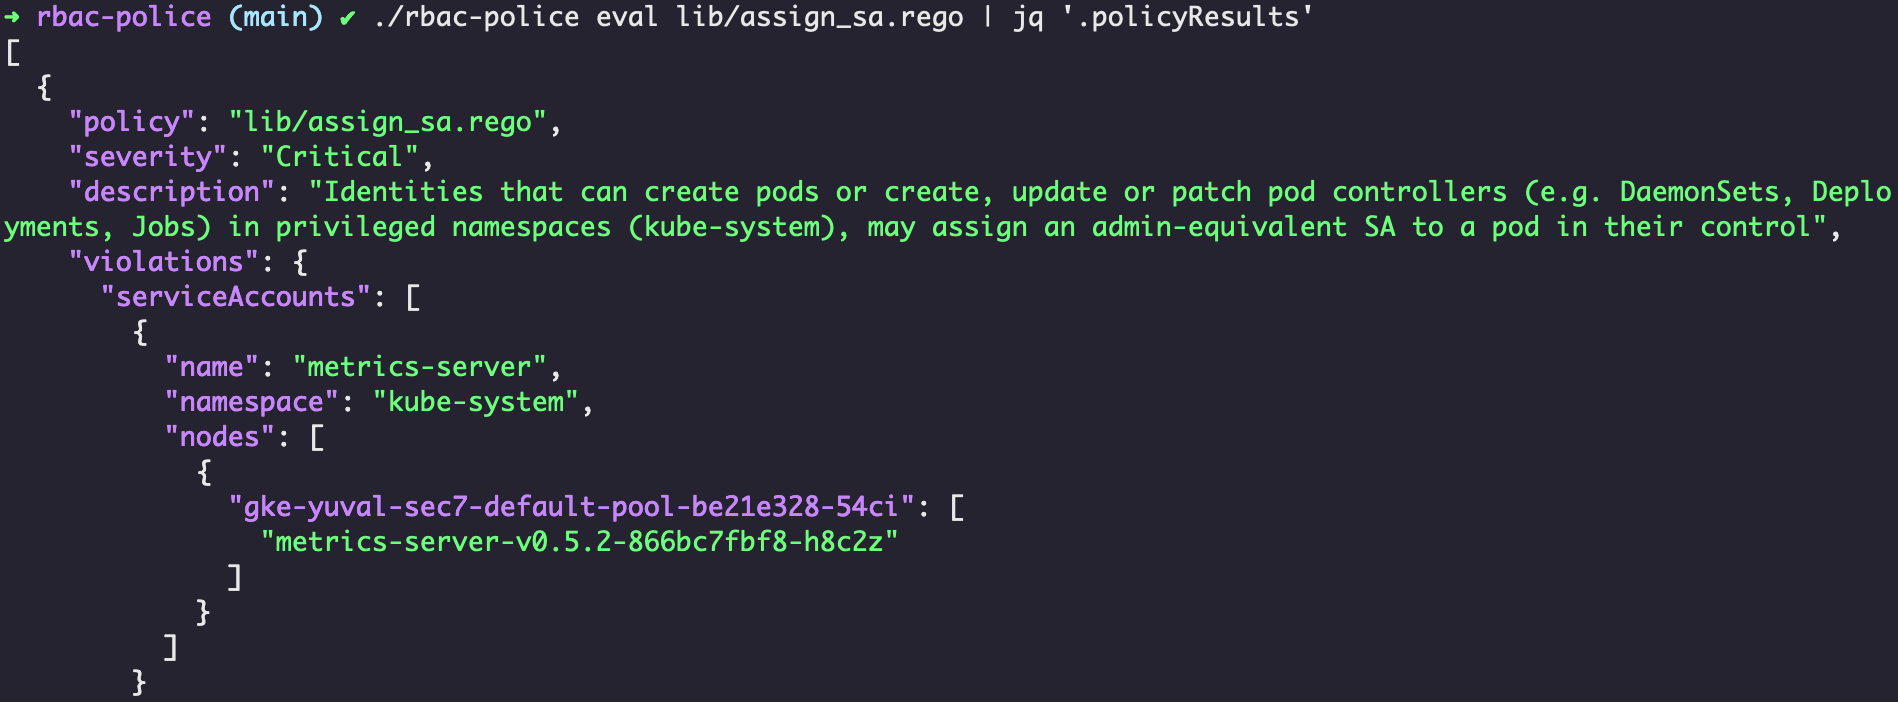 ➜ rbac-police (main) ✔ ./rbac-police eval lib/assign_sa.rego | jq '.policyResults'
[
  {
    "policy": "lib/assign_sa.rego",
    "severity": "Critical",
    "description": "Identities that can create pods or create, update or patch pod controllers (e.g. DaemonSets, Deplo
yments, Jobs) in privileged namespaces (kube-system), may assign an admin-equivalent SA to a pod in their control",
    "violations": {
      "serviceAccounts": [
        {
          "name": "metrics-server",
          "namespace": "kube-system",
          "nodes": [
            {
              "gke-yuval-sec7-default-pool-be21e328-54ci": [
                "metrics-server-v0.5.2-866bc7fbf8-h8c2z"
              ]
            }
          ]
        }